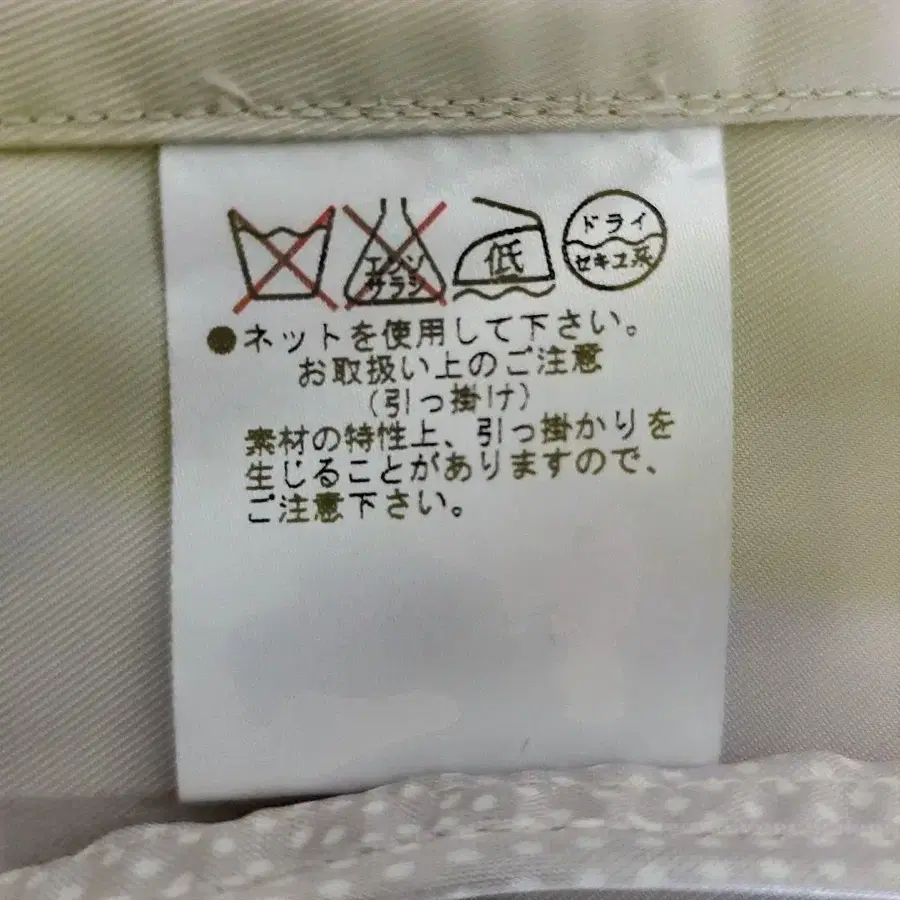 エンソ
サラシ
低
ドライ
セキユ系
●ネットを使用して下さい。
お取扱い上のご注意
(引っ掛け)
素材の特性上、引っ掛かりを
生じることがありますので、
ご注意下さい。